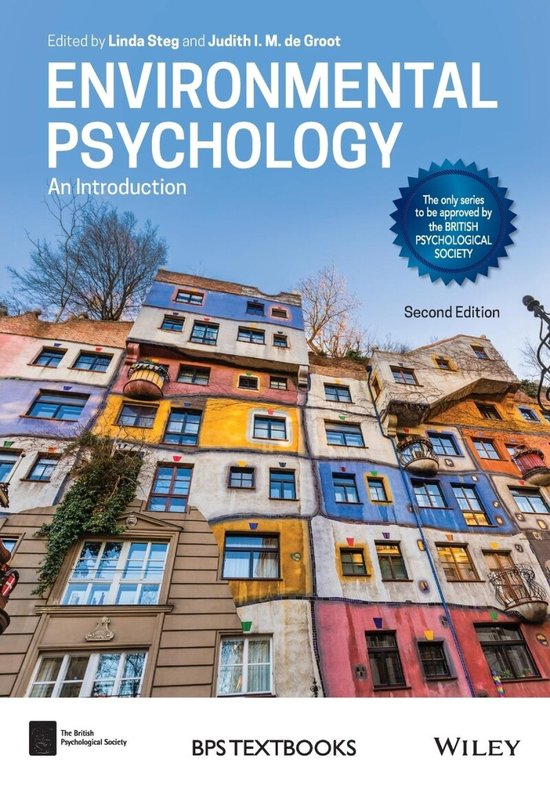 Edited by Linda Steg and Judith I. M. de Groot
ENVIRONMENTAL
PSYCHOLOGY
An Introduction
The only series
to be approved by
the BRITISH
PSYCHOLOGICAL
SOCIETY
Second Edition
The British
Psychological Society
BPS TEXTBOOKS
WILEY